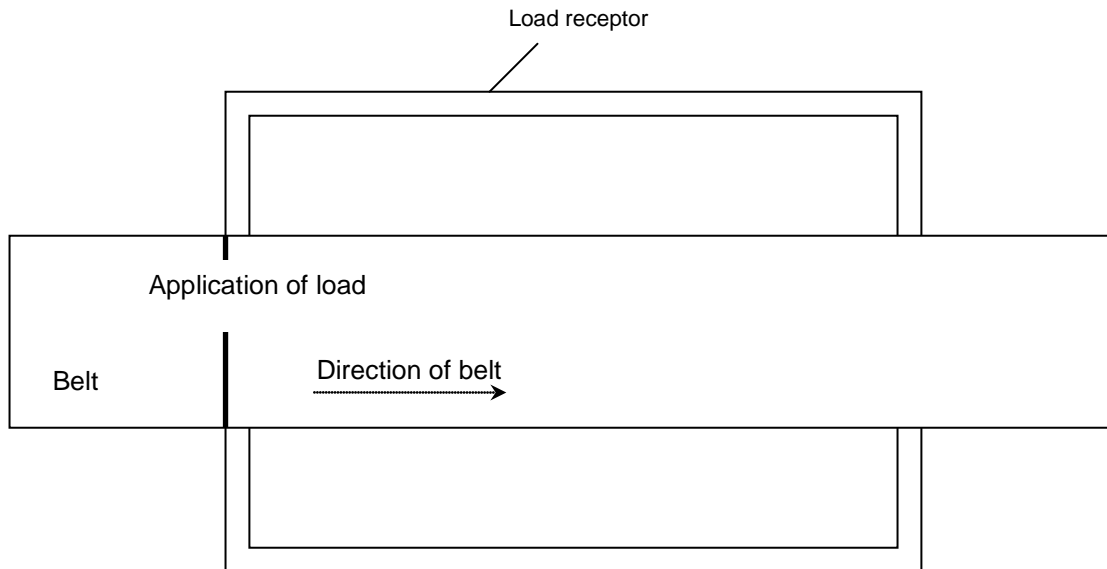 Load receptor
Application of load
Direction of belt
Belt